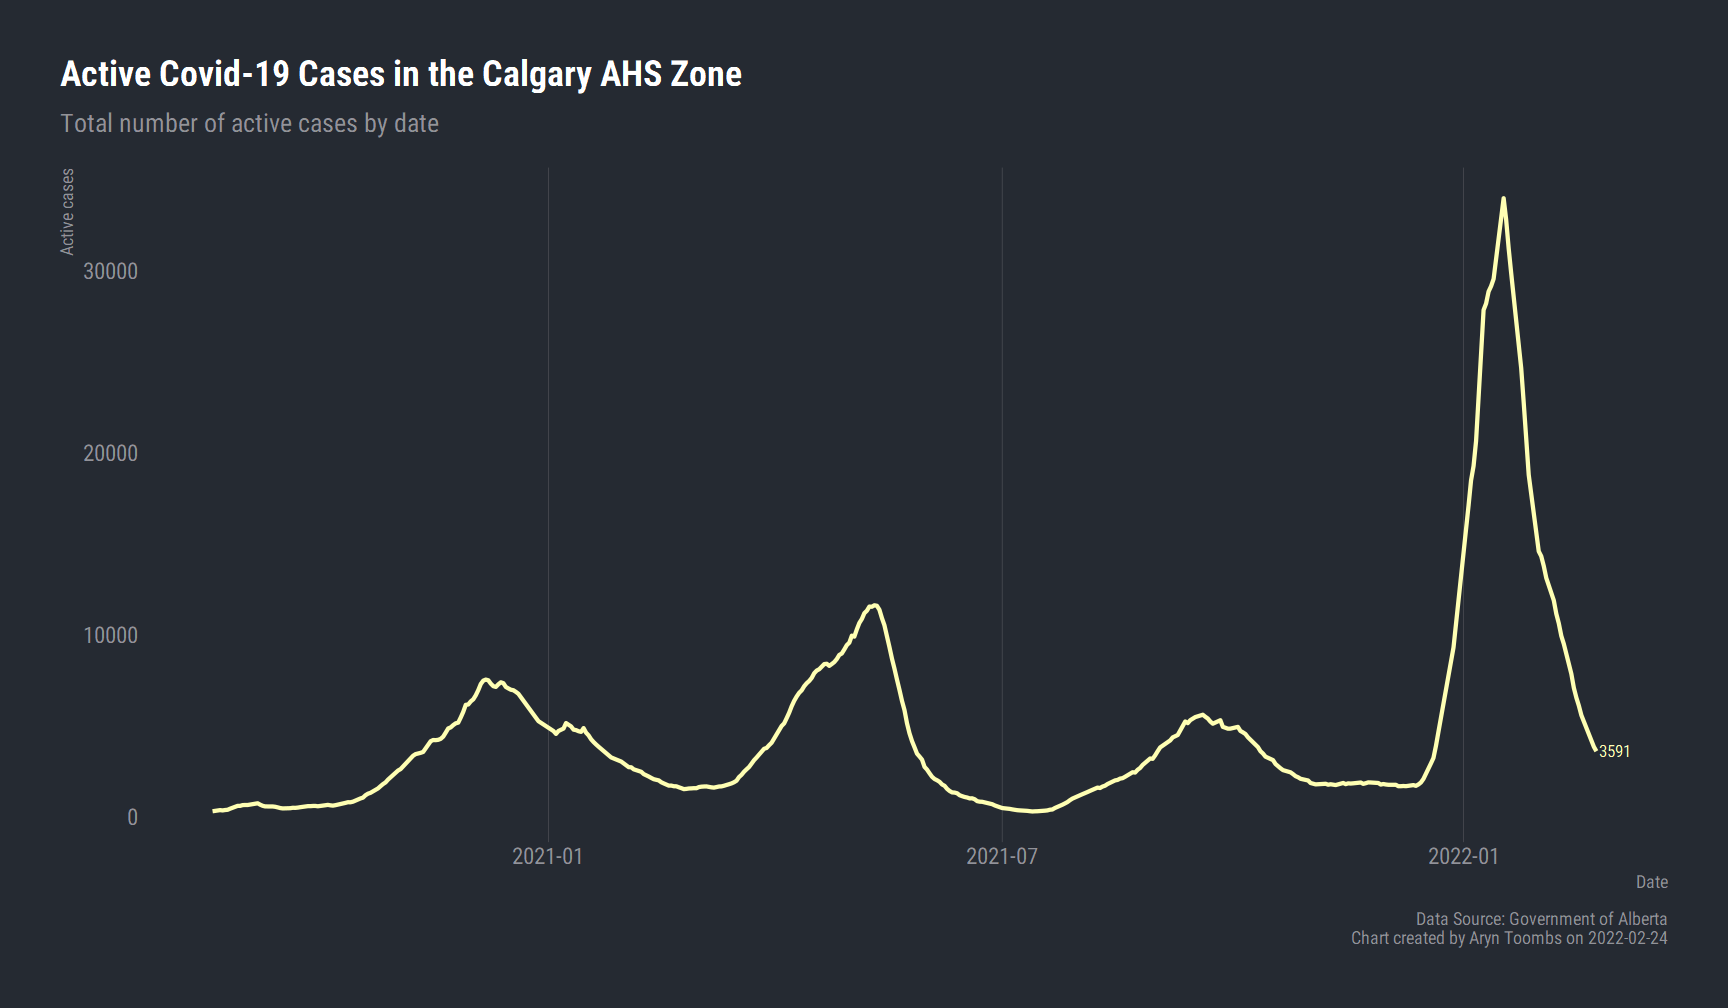 Active Covid-19 Cases in the Calgary AHS Zone
Total number of active cases by date
Active cases
30000
20000
10000
0
3591
2021-01
2021-07
2022-01
Date
Data Source: Government of Alberta
Chart created by Aryn Toombs on 2022-02-24